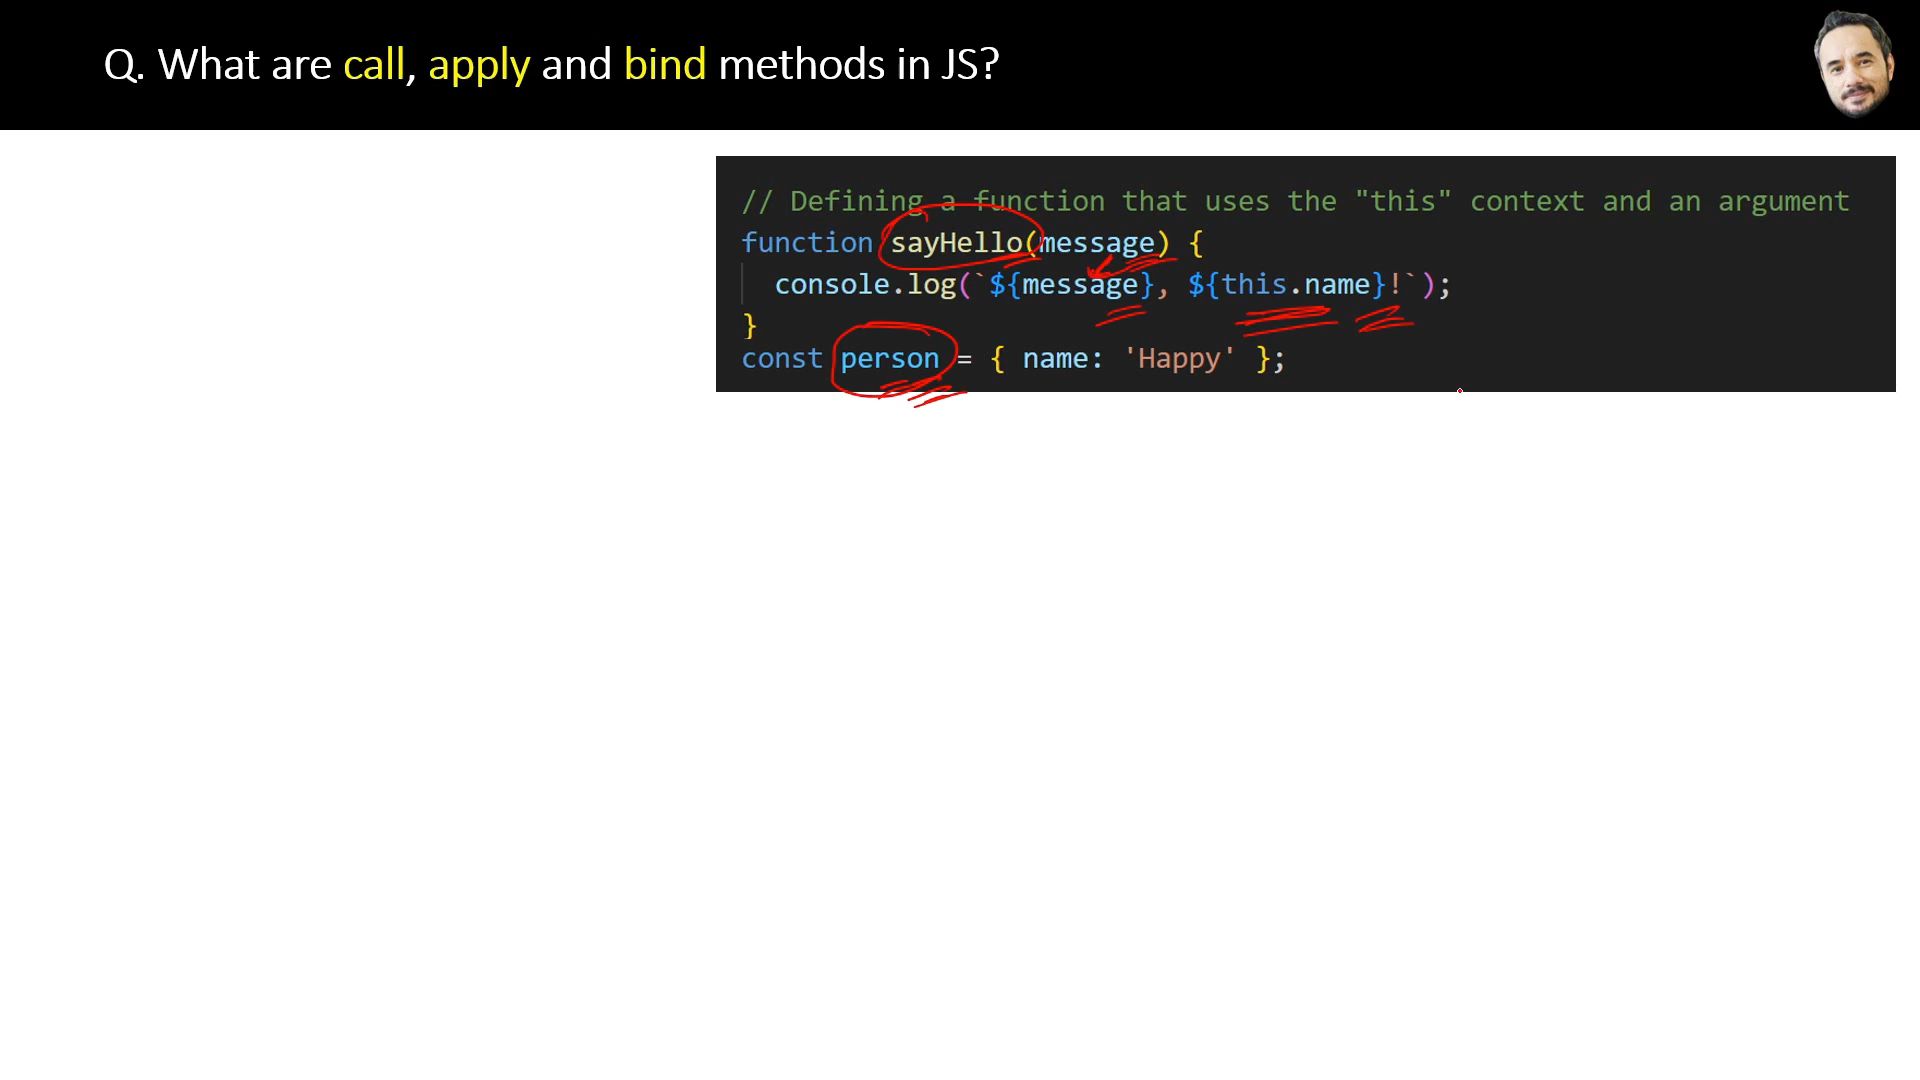 Q. What are call, apply and bind methods in JS?
// Defining a function that uses the "this" context and an argument
function sayHello(message) {
  console.log(`${message}, ${this.name}!`);
}
const person = { name: 'Happy' };